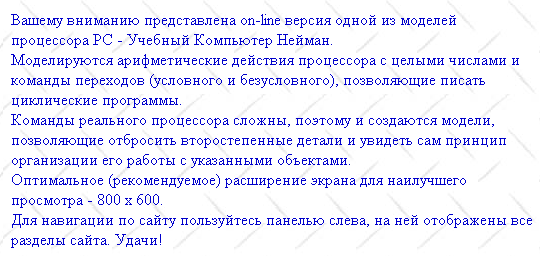 Вашему вниманию представлена on-line версия одной из моделей
процессора PC - Учебный Компьютер Нейман.
Моделируются арифметические действия процессора с целыми числами и
команды переходов (условного и безусловного), позволяющие писать
циклические программы.
Команды реального процессора сложны, поэтому и создаются модели,
позволяющие отбросить второстепенные детали и увидеть сам принцип
организации его работы с указанными объектами.
Оптимальное (рекомендуемое) расширение экрана для наилучшего
просмотра - 800 x 600.
Для навигации по сайту пользуйтесь панелью слева, на ней отображены все
разделы сайта. Удачи!